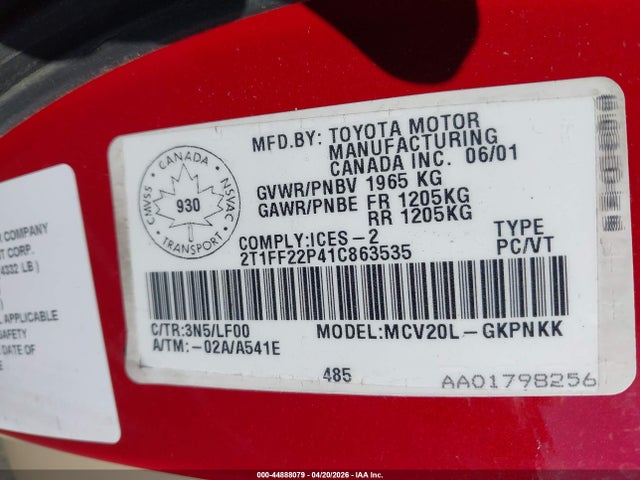 MFD.BY: TOYOTA MOTOR
MANUFACTURING
CANADA INC. 06/01
CANADA
CMVSS
930
NSVAC
TRANSPORT
GVWR/PNBV 1965 KG
GAWR/PNBE FR 1205KG
RR 1205KG
COMPLY:ICES-2
TYPE
2T1FF22P41C863535
PC/VT
C/TR:3N5/LF00
MODEL:MCV20L-GKPNKK
A/TM:-02A/A541E
485
AA01798256
COMPANY
T CORP.
4332 LB )
APPLICABLE
SAFETY
DATE OF
000-44888079 - 04/20/2026 - IAA Inc.